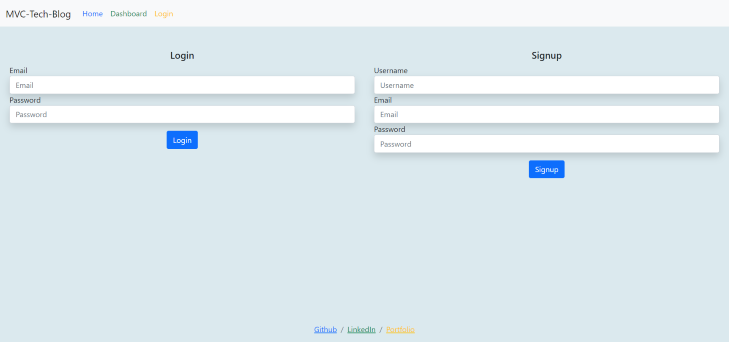 MVC-Tech-Blog Home Dashboard Login
Login
Email
Email
Password
Password
Login
Signup
Username
Username
Email
Email
Password
Password
Signup
Github / LinkedIn / Portfolio